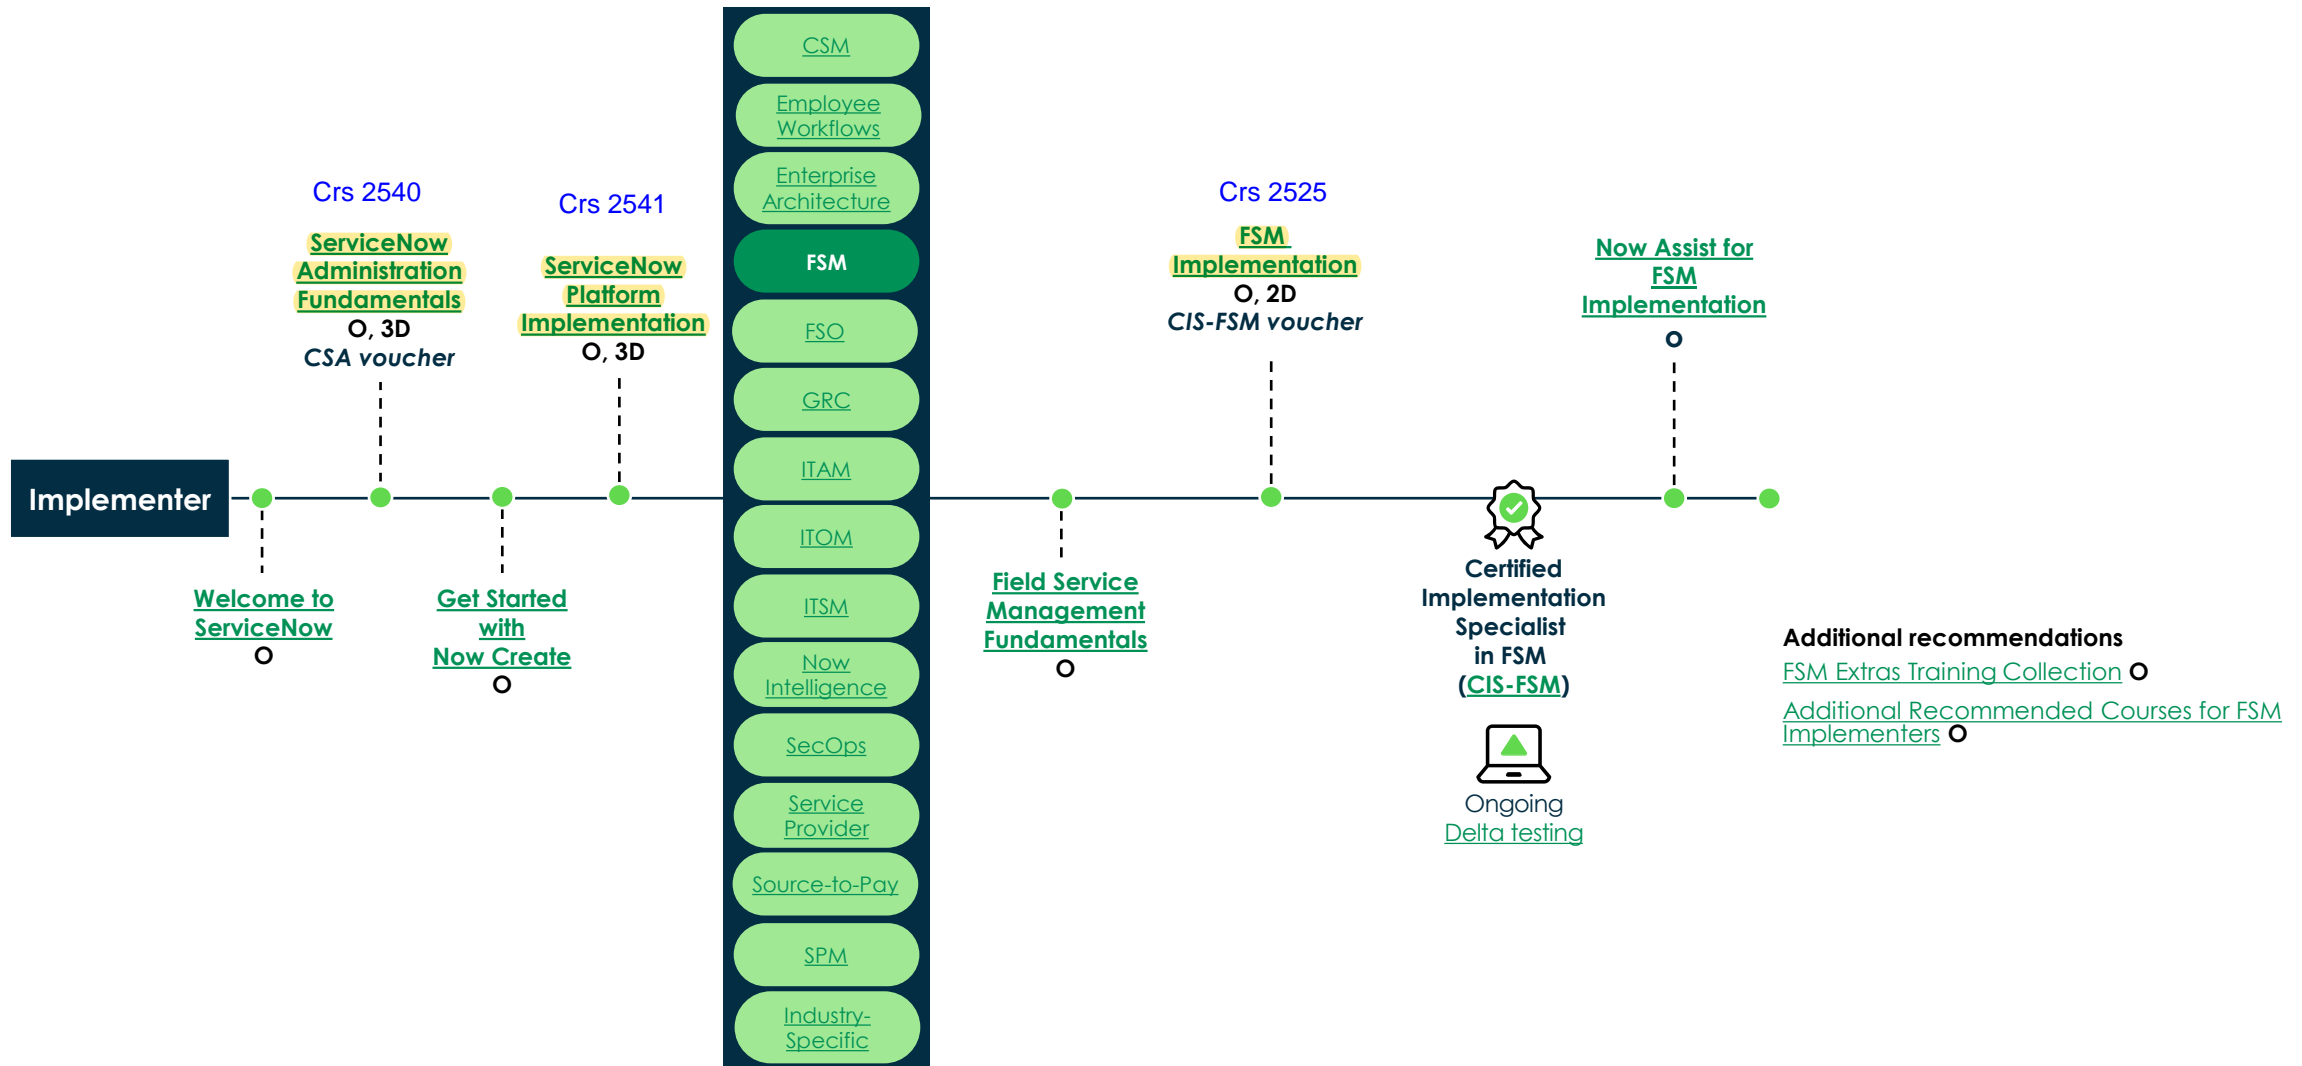 Implementer
Welcome to
ServiceNow
O
Crs 2540
ServiceNow
Administration
Fundamentals
O, 3D
CSA voucher
Get Started
with
Now Create
O
Crs 2541
ServiceNow
Platform
Implementation
O, 3D
CSM
Employee
Workflows
Enterprise
Architecture
FSM
FSO
GRC
ITAM
ITOM
ITSM
Now
Intelligence
SecOps
Service
Provider
Source-to-Pay
SPM
Industry-
Specific
Field Service
Management
Fundamentals
O
Crs 2525
FSM
Implementation
O, 2D
CIS-FSM voucher
Certified
Implementation
Specialist
in FSM
(CIS-FSM)
Ongoing
Delta testing
Now Assist for
FSM
Implementation
O
Additional recommendations
FSM Extras Training Collection O
Additional Recommended Courses for FSM
Implementers O